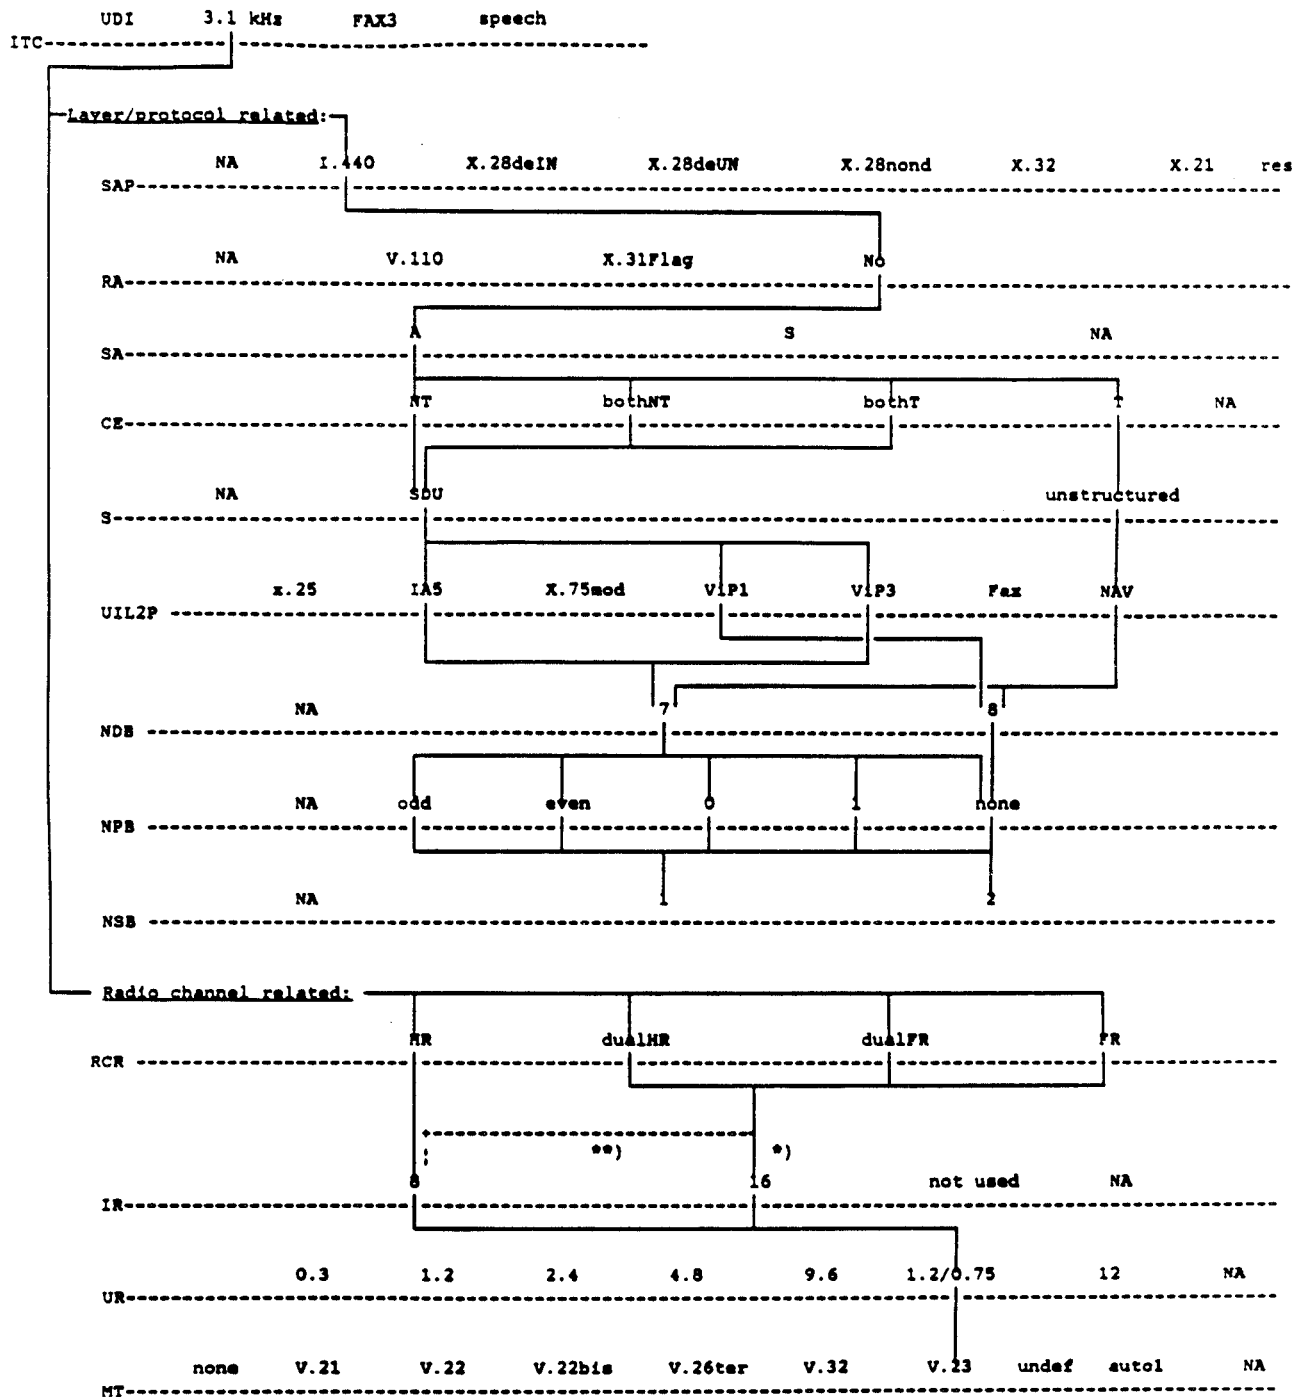 UDI 3.1 kHz FAX3 speech
ITC
Layer/protocol related:
NA I.440 X.28deIN X.28deUN X.28nond X.32 X.21 res
SAP
NA V.110 X.31Flag No
RA
A S NA
SA
NT bothNT bothT T NA
CE
NA SDU unstructured
S
x.25 IA5 X.75mod V1P1 V1P3 Fax NAV
UIL2P
NA 7 8
NDB
NA odd even 0 1 none
NPB
NA 1 2
NSB
Radio channel related:
HR dualHR dualFR FR
RCR
**) *)
8 16 not used NA
IR
0.3 1.2 2.4 4.8 9.6 1.2/0.75 12 NA
UR
none V.21 V.22 V.22bis V.26ter V.32 V.23 undef auto1 NA
MT